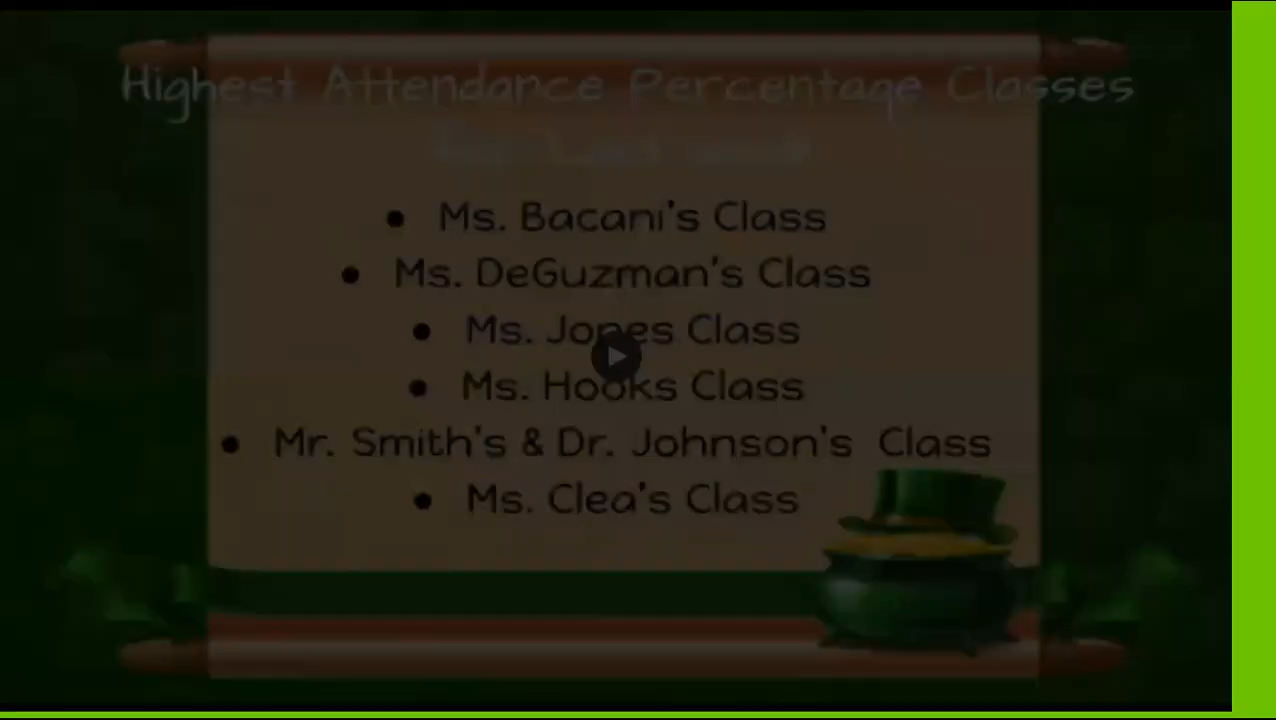 Highest Attendance Percentage Classes
• Ms. Bacani's Class
• Ms. DeGuzman's Class
• Ms. Jones Class
• Ms. Hooks Class
• Mr. Smith's & Dr. Johnson's Class
• Ms. Clea's Class